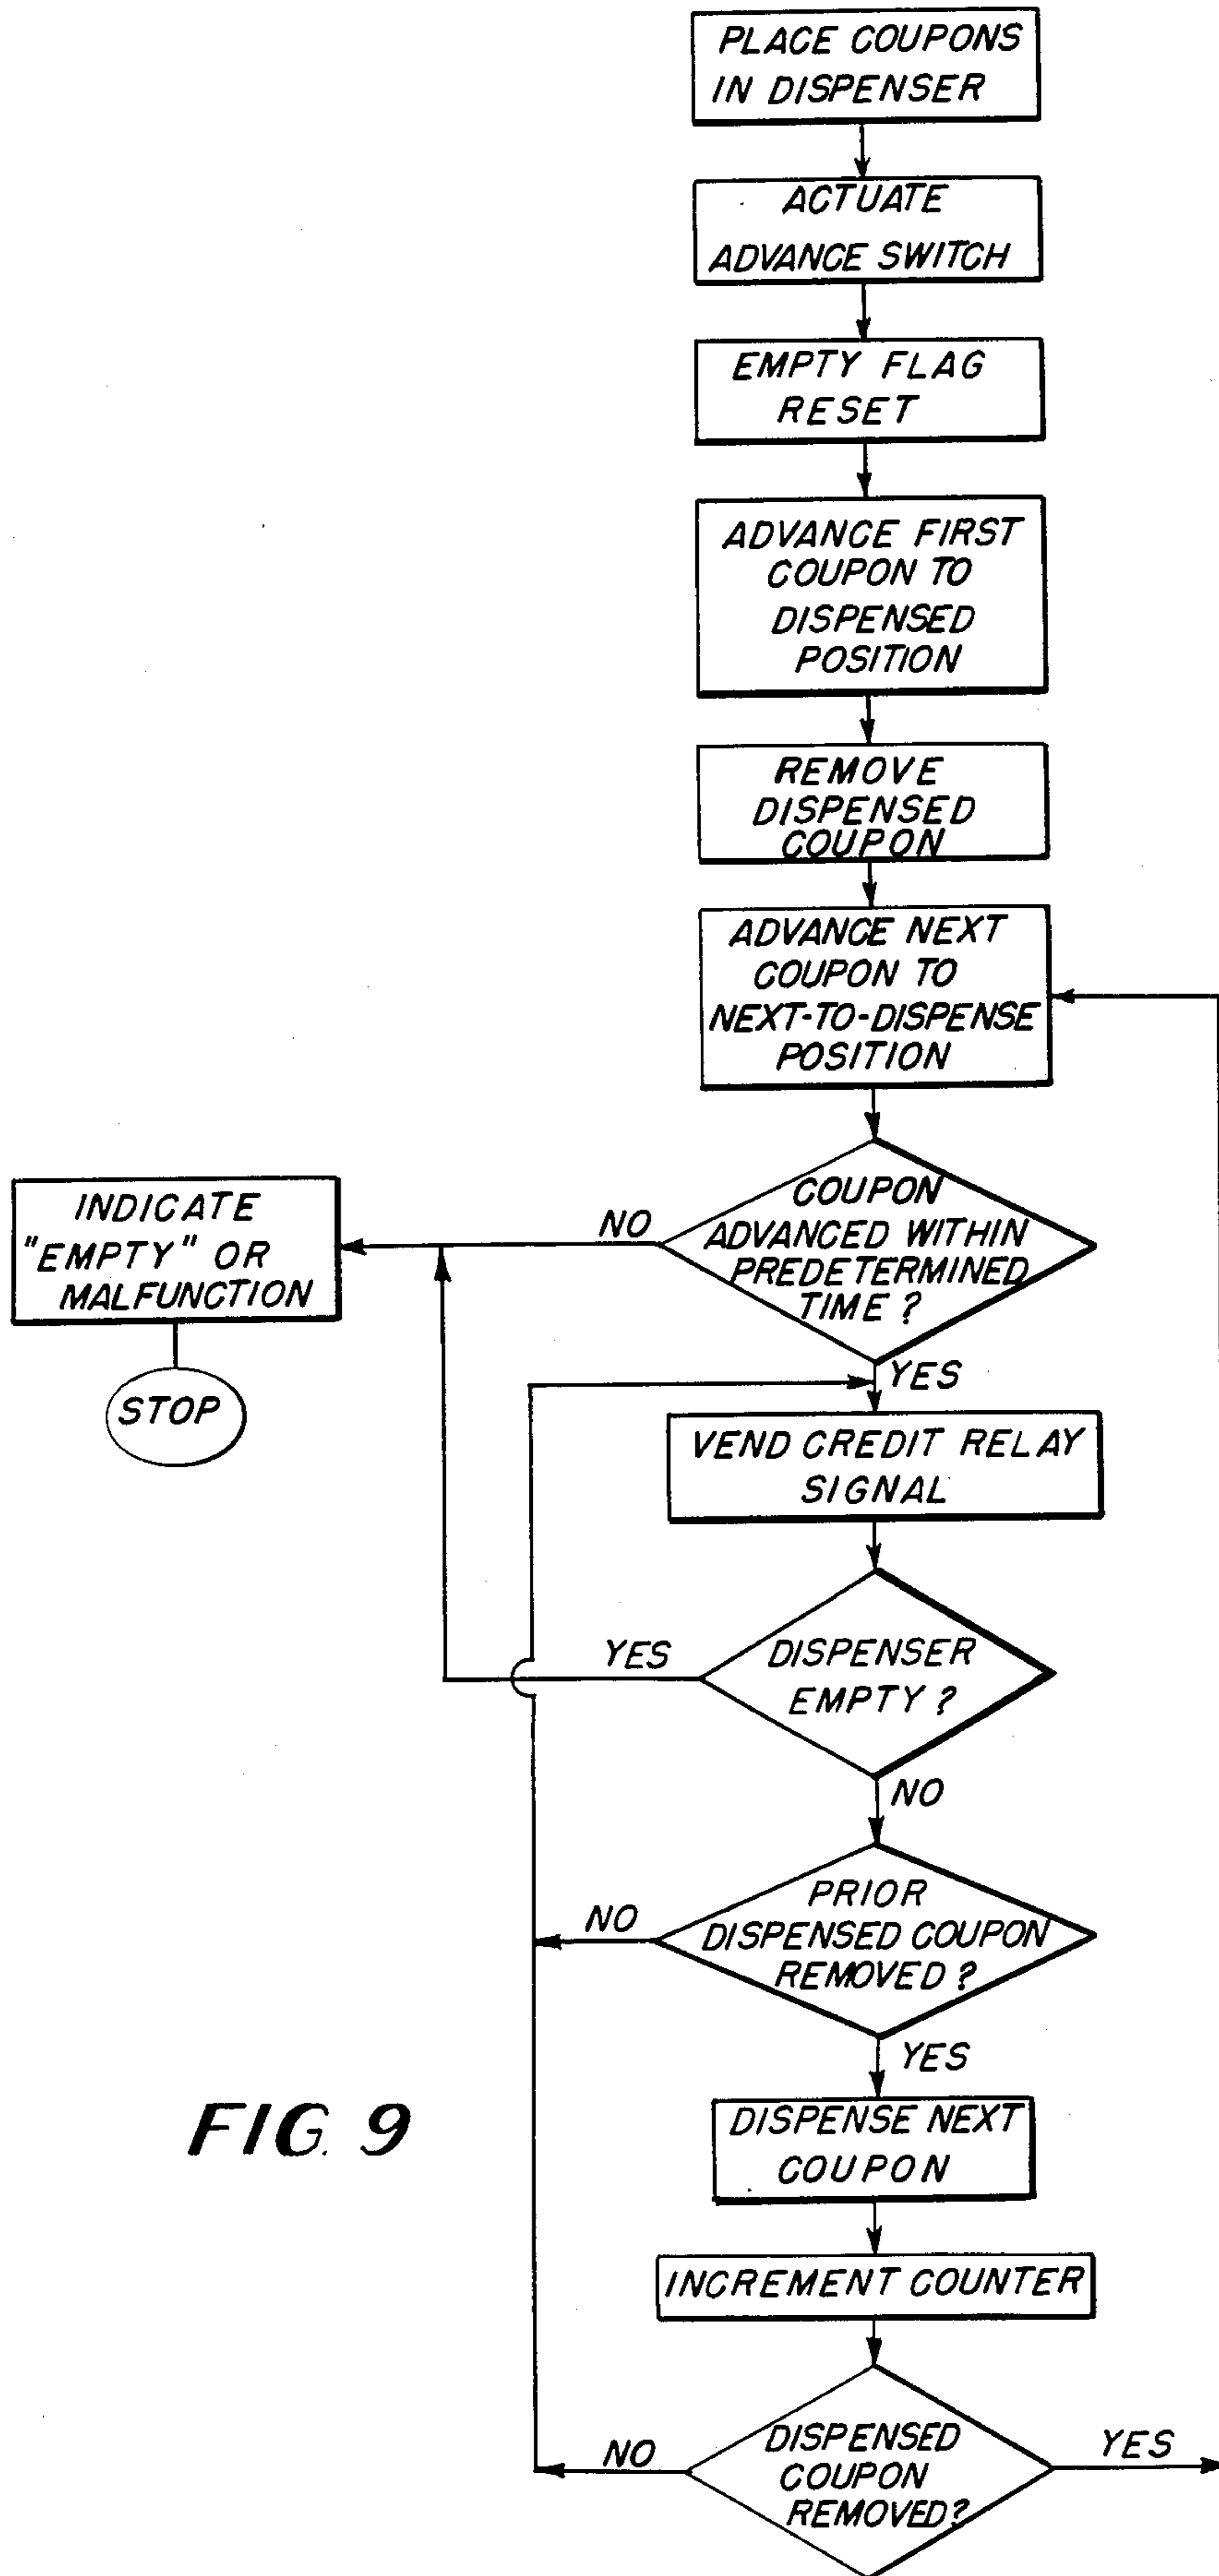 PLACE COUPONS
IN DISPENSER
ACTUATE
ADVANCE SWITCH
EMPTY FLAG
RESET
ADVANCE FIRST
COUPON TO
DISPENSED
POSITION
REMOVE
DISPENSED
COUPON
ADVANCE NEXT
COUPON TO
NEXT-TO-DISPENSE
POSITION
COUPON
ADVANCED WITHIN
PREDETERMINED
TIME?
NO
INDICATE
"EMPTY" OR
MALFUNCTION
STOP
YES
VEND CREDIT RELAY
SIGNAL
DISPENSER
EMPTY?
YES
NO
PRIOR
DISPENSED COUPON
REMOVED?
NO
YES
DISPENSE NEXT
COUPON
INCREMENT COUNTER
DISPENSED
COUPON
REMOVED?
NO
YES
FIG. 9